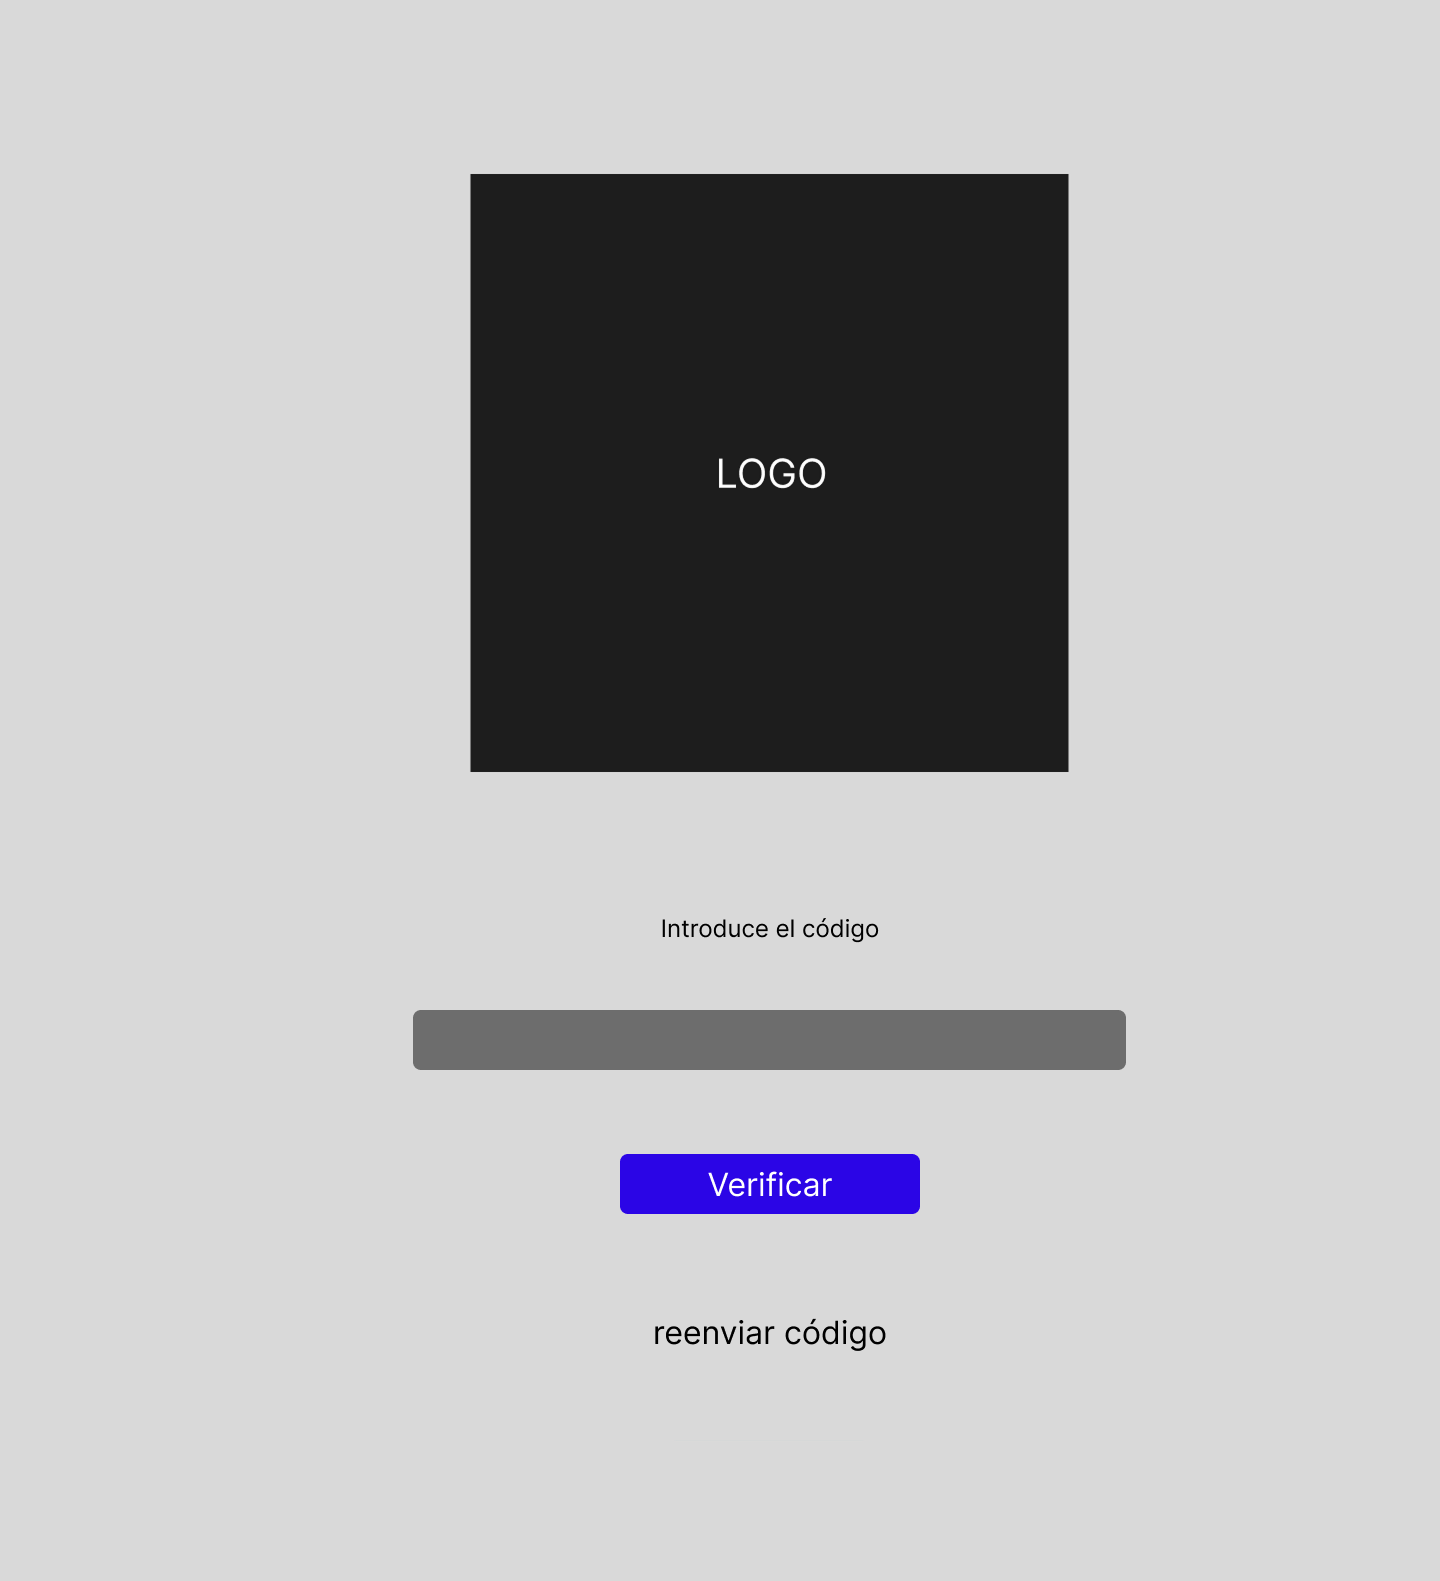 LOGO
Introduce el código
Verificar
reenviar código